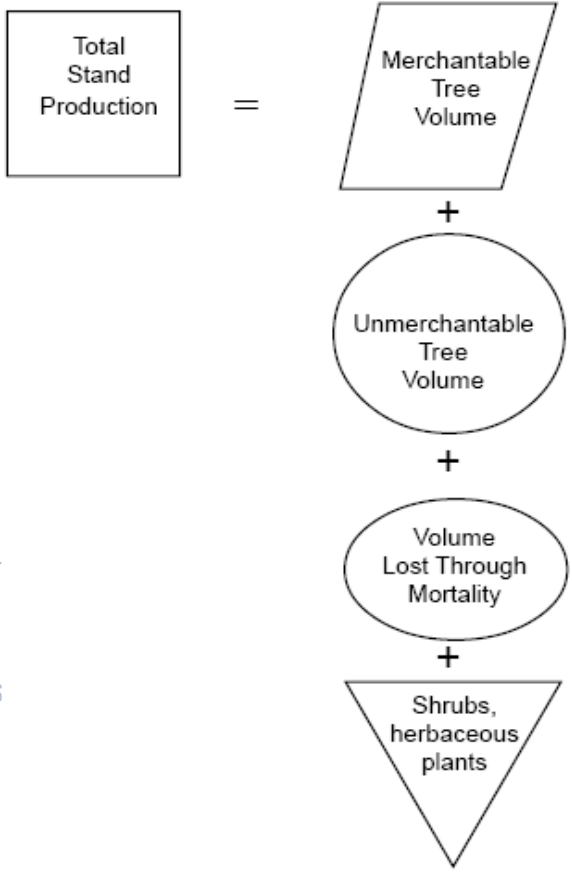 Total
Stand
Production
=
Merchantable
Tree
Volume
+
Unmerchantable
Tree
Volume
+
Volume
Lost Through
Mortality
+
Shrubs,
herbaceous
plants